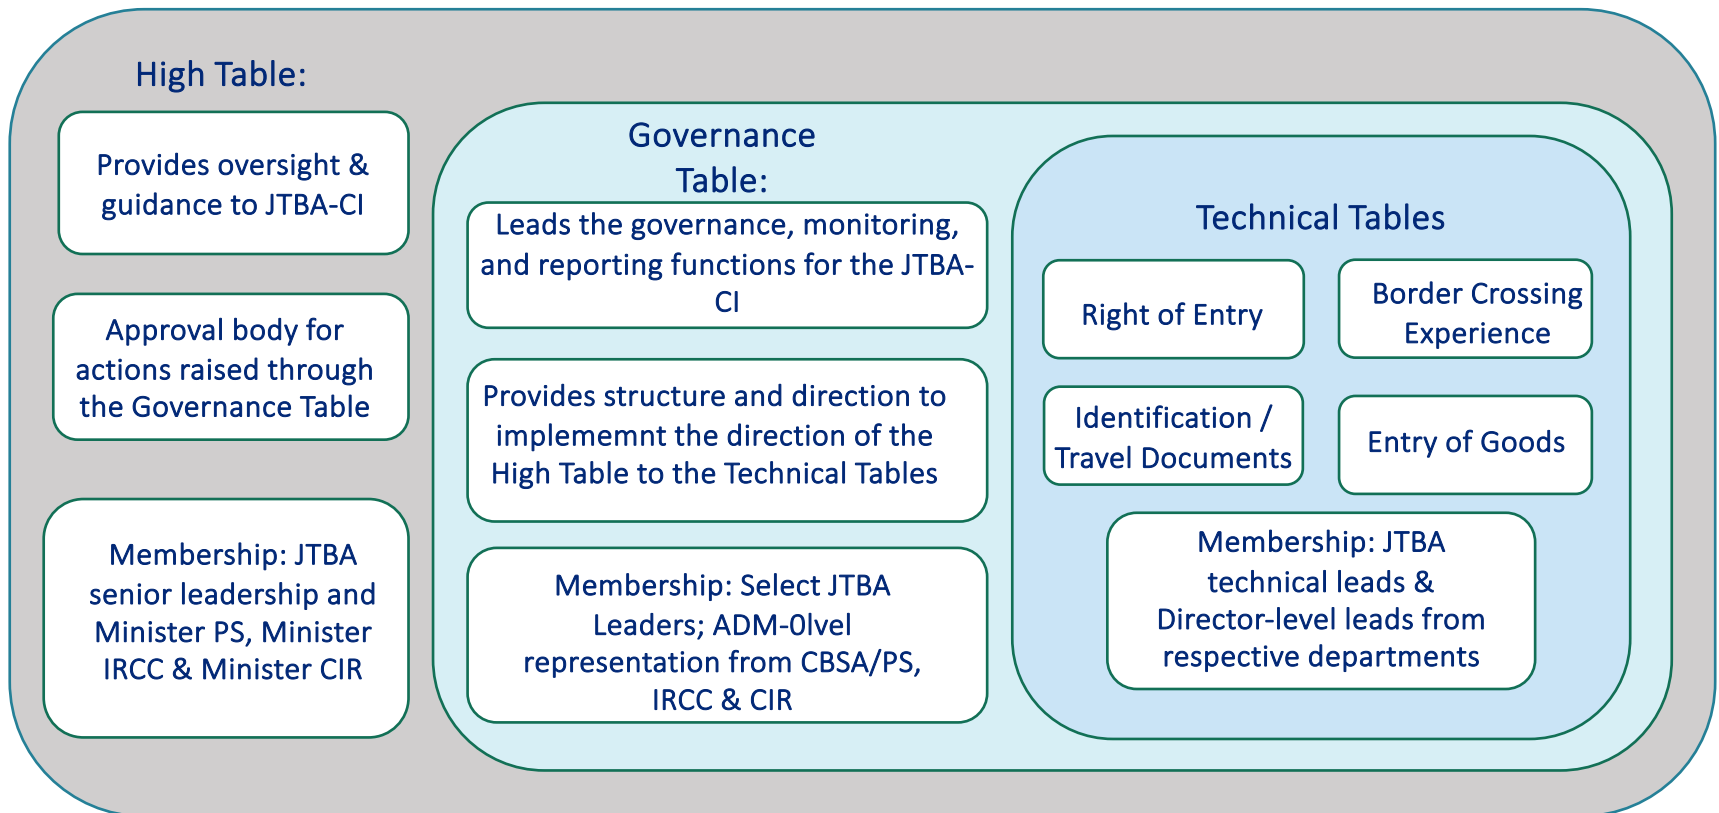 High Table:
Provides oversight &
guidance to JTBA-CI
Approval body for
actions raised through
the Governance Table
Membership: JTBA
senior leadership and
Minister PS, Minister
IRCC & Minister CIR
Governance
Table:
Leads the governance, monitoring,
and reporting functions for the JTBA-
CI
Provides structure and direction to
implememnt the direction of the
High Table to the Technical Tables
Membership: Select JTBA
Leaders; ADM-0lvel
representation from CBSA/PS,
IRCC & CIR
Technical Tables
Right of Entry
Border Crossing
Experience
Identification /
Travel Documents
Entry of Goods
Membership: JTBA
technical leads &
Director-level leads from
respective departments